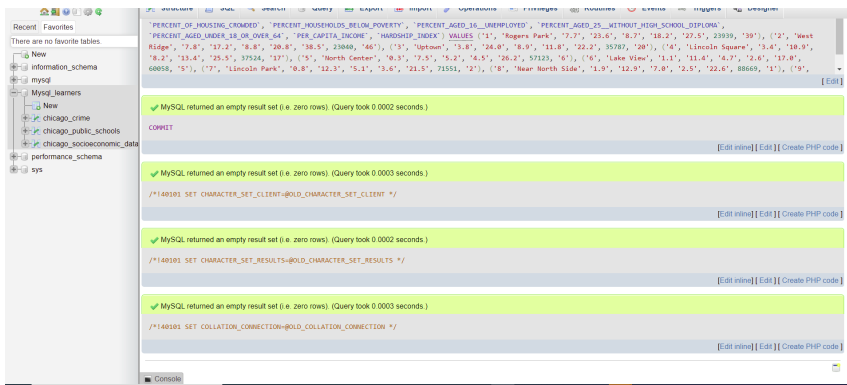 Structure SQL Search Query Export Import Operations Privileges Routines Events Triggers Designer
Recent Favorites
There are no favorite tables.
New
information_schema
mysql
Mysql_learners
New
chicago_crime
chicago_public_schools
chicago_socioeconomic_data
performance_schema
sys
`PERCENT_OF_HOUSING_CROWDED`, `PERCENT_HOUSEHOLDS_BELOW_POVERTY`, `PERCENT_AGED_16__UNEMPLOYED`, `PERCENT_AGED_25__WITHOUT_HIGH_SCHOOL_DIPLOMA`,
`PERCENT_AGED_UNDER_18_OR_OVER_64`, `PER_CAPITA_INCOME`, `HARDSHIP_INDEX`) VALUES ('1', 'Rogers Park', '7.7', '23.6', '8.7', '18.2', '27.5', 23939, '39'), ('2', 'West
Ridge', '7.8', '17.2', '8.8', '20.8', '38.5', 23040, '46'), ('3', 'Uptown', '3.8', '24.0', '8.9', '11.8', '22.2', 35787, '20'), ('4', 'Lincoln Square', '3.4', '10.9',
'8.2', '13.4', '25.5', 37524, '17'), ('5', 'North Center', '0.3', '7.5', '5.2', '4.5', '26.2', 57123, '6'), ('6', 'Lake View', '1.1', '11.4', '4.7', '2.6', '17.0',
60058, '5'), ('7', 'Lincoln Park', '0.8', '12.3', '5.1', '3.6', '21.5', 71551, '2'), ('8', 'Near North Side', '1.9', '12.9', '7.0', '2.5', '22.6', 88669, '1'), ('9',
[ Edit ]
MySQL returned an empty result set (i.e. zero rows). (Query took 0.0002 seconds.)
COMMIT
[Edit inline] [ Edit ] [ Create PHP code ]
MySQL returned an empty result set (i.e. zero rows). (Query took 0.0003 seconds.)
/*!40101 SET CHARACTER_SET_CLIENT=@OLD_CHARACTER_SET_CLIENT */
[Edit inline] [ Edit ] [ Create PHP code ]
MySQL returned an empty result set (i.e. zero rows). (Query took 0.0002 seconds.)
/*!40101 SET CHARACTER_SET_RESULTS=@OLD_CHARACTER_SET_RESULTS */
[Edit inline] [ Edit ] [ Create PHP code ]
MySQL returned an empty result set (i.e. zero rows). (Query took 0.0003 seconds.)
/*!40101 SET COLLATION_CONNECTION=@OLD_COLLATION_CONNECTION */
[Edit inline] [ Edit ] [ Create PHP code ]
Console